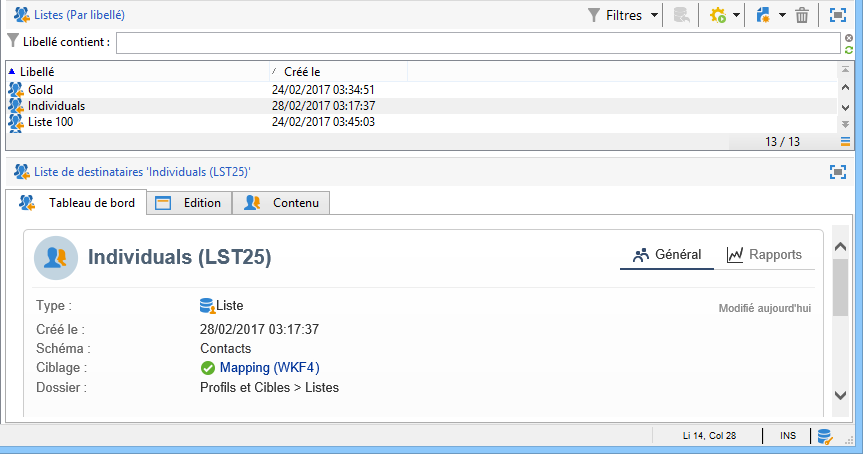 Listes (Par libellé)
Filtres
Libellé contient :
Libellé Créé le
Gold 24/02/2017 03:34:51
Individuals 28/02/2017 03:17:37
Liste 100 24/02/2017 03:45:03
13 / 13
Liste de destinataires 'Individuals (LST25)'
Tableau de bord Edition Contenu
Individuals (LST25) Général Rapports
Type : Liste Modifié aujourd'hui
Créé le : 28/02/2017 03:17:37
Schéma : Contacts
Ciblage : Mapping (WKF4)
Dossier : Profils et Cibles > Listes
Li 14, Col 28 INS